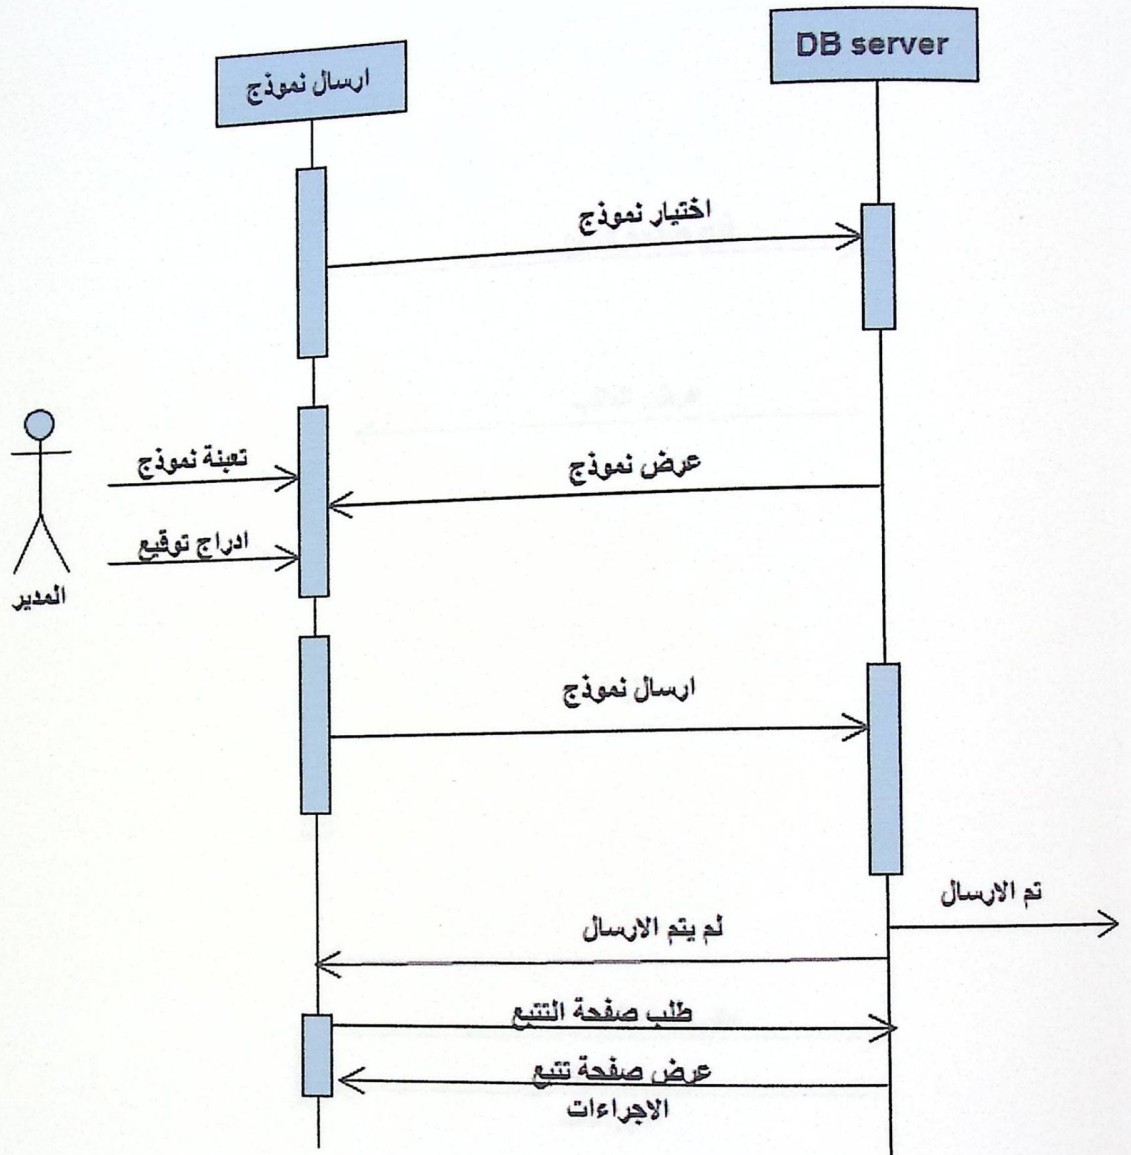 DB server
ارسال نموذج
اختيار نموذج
عرض نموذج
تعبئة نموذج
ادراج توقيع
المدير
ارسال نموذج
تم الارسال
لم يتم الارسال
طلب صفحة التتبع
عرض صفحة تتبع
الاجراءات